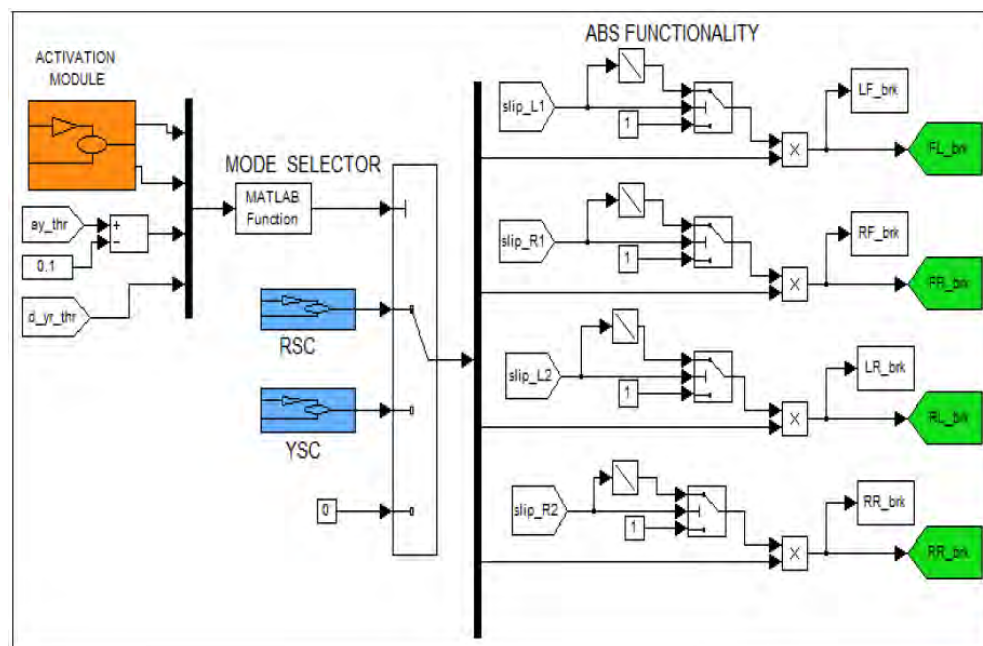 ABS FUNCTIONALITY
ACTIVATION
MODULE
MODE SELECTOR
MATLAB
Function
ay_thr
+
−
0.1
d_yr_thr
RSC
YSC
0
slip_L1
1
X
LF_brk
FL_brk
slip_R1
1
X
RF_brk
FR_brk
slip_L2
1
X
LR_brk
RL_brk
slip_R2
1
X
RR_brk
RR_brk